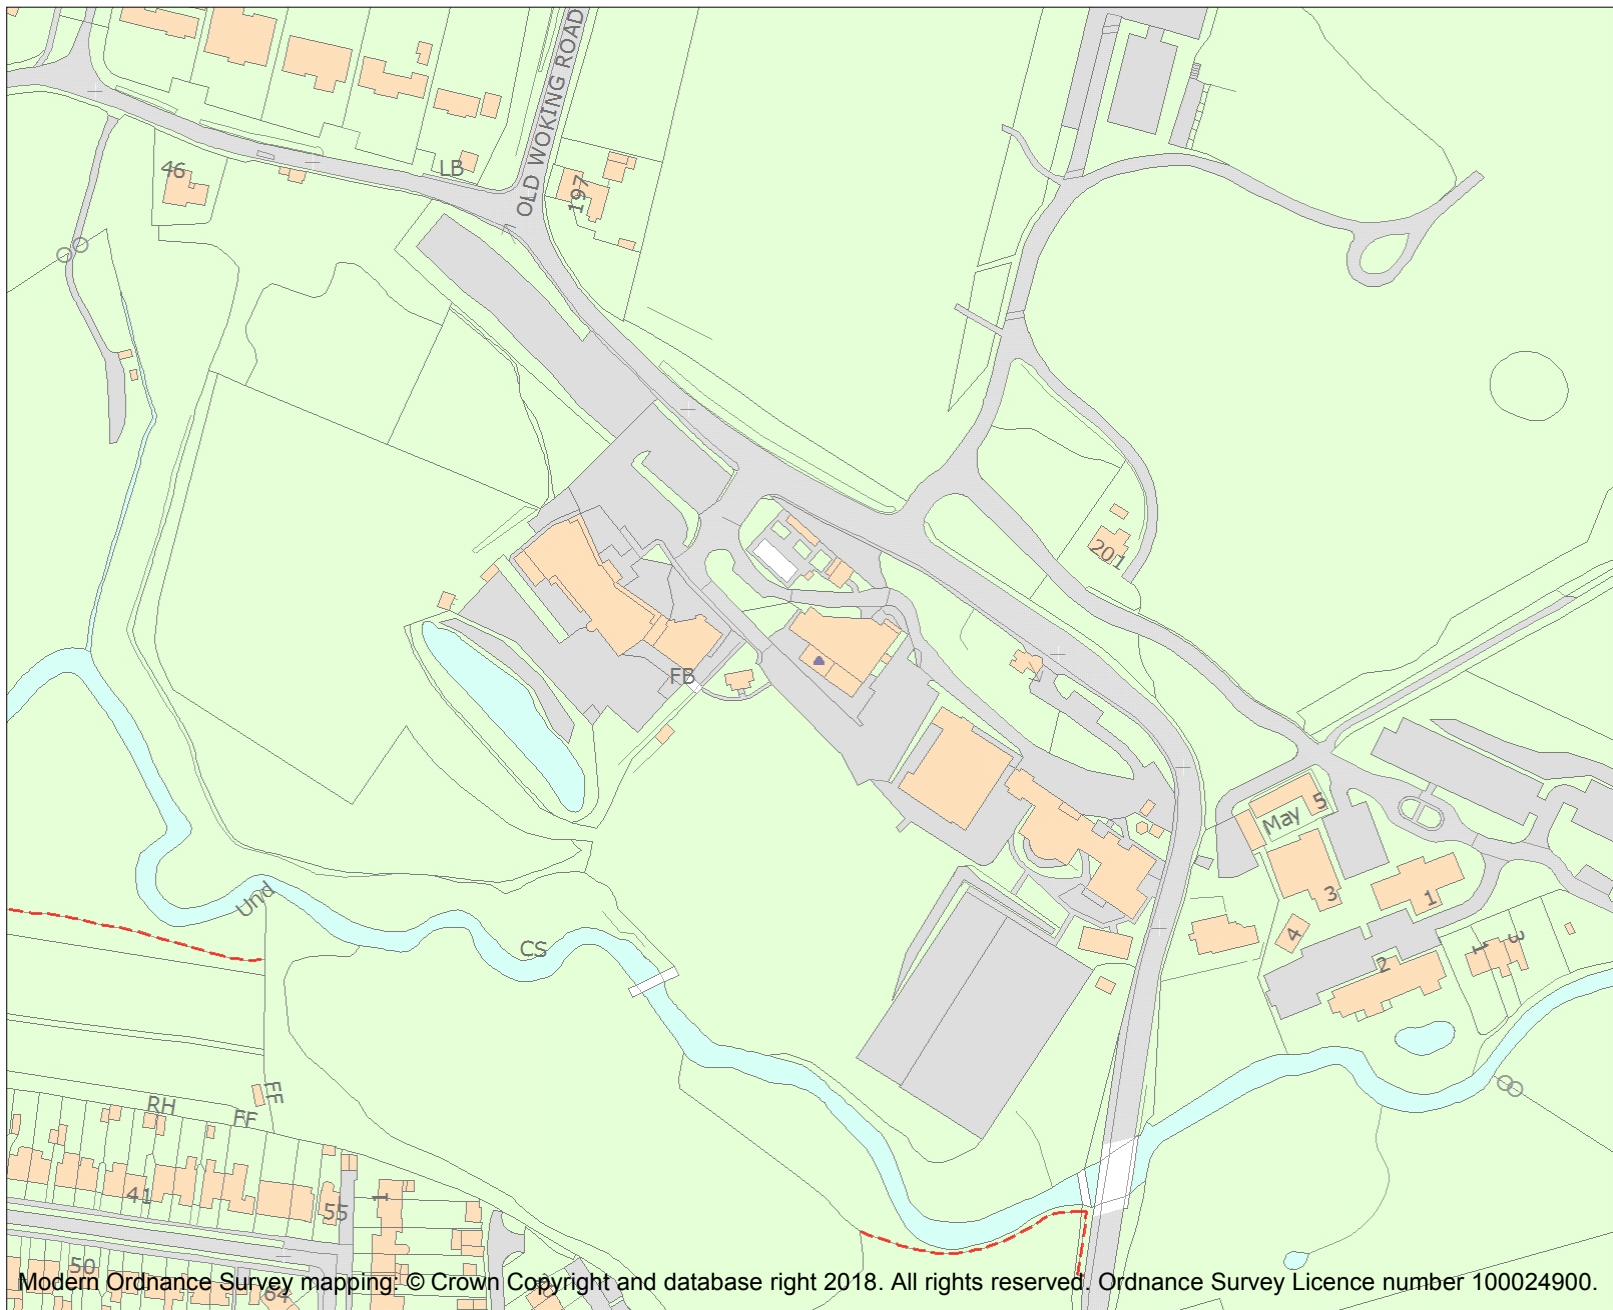 OLD WOKING ROAD
LB
46
197
201
FB
May
5
3
1
4
2
1
3
Und
CS
RH
FF
FF
41
55
1
50
64
Modern Ordnance Survey mapping: © Crown Copyright and database right 2018. All rights reserved. Ordnance Survey Licence number 100024900.